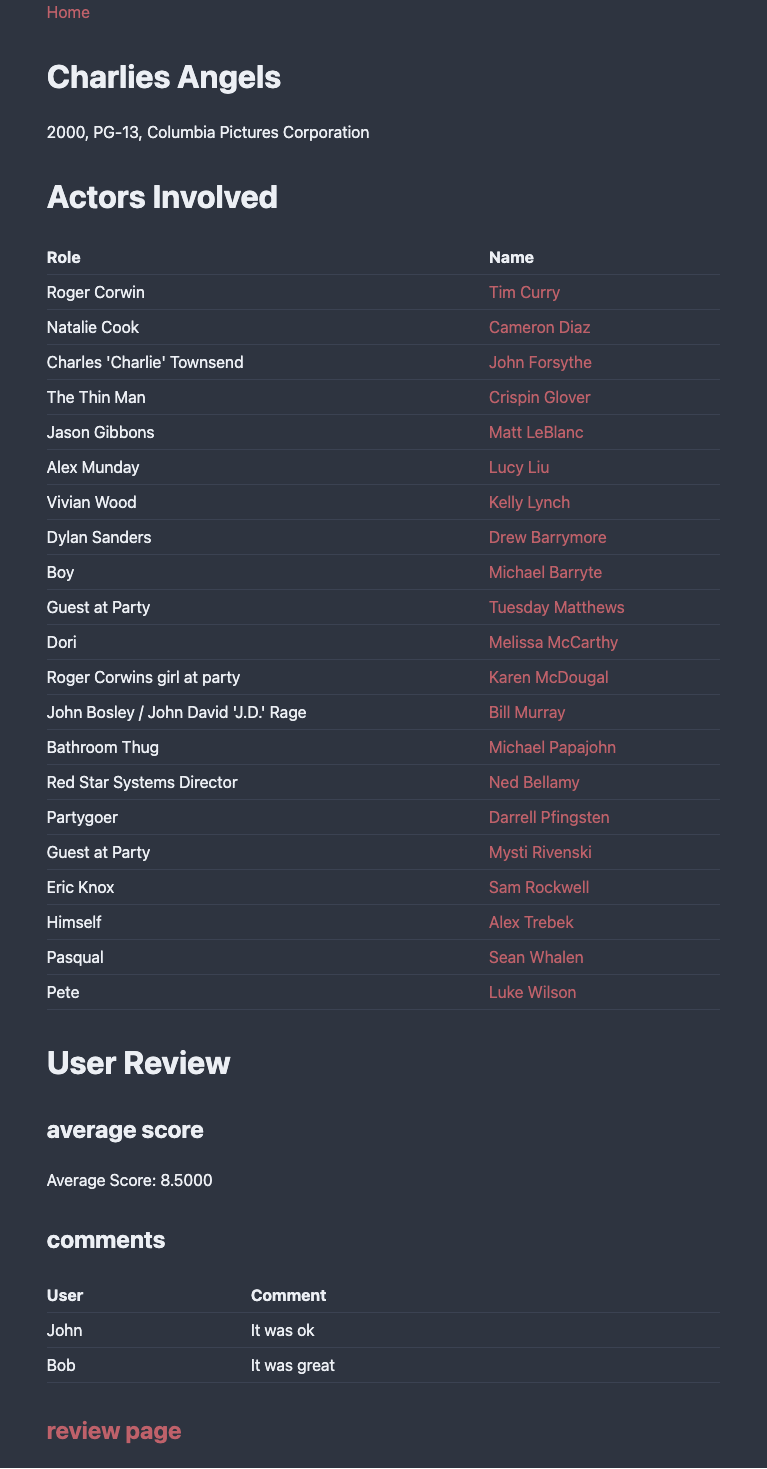 Home
Charlies Angels
2000, PG-13, Columbia Pictures Corporation
Actors Involved
Role Name
Roger Corwin Tim Curry
Natalie Cook Cameron Diaz
Charles 'Charlie' Townsend John Forsythe
The Thin Man Crispin Glover
Jason Gibbons Matt LeBlanc
Alex Munday Lucy Liu
Vivian Wood Kelly Lynch
Dylan Sanders Drew Barrymore
Boy Michael Barryte
Guest at Party Tuesday Matthews
Dori Melissa McCarthy
Roger Corwins girl at party Karen McDougal
John Bosley / John David 'J.D.' Rage Bill Murray
Bathroom Thug Michael Papajohn
Red Star Systems Director Ned Bellamy
Partygoer Darrell Pfingsten
Guest at Party Mysti Rivenski
Eric Knox Sam Rockwell
Himself Alex Trebek
Pasqual Sean Whalen
Pete Luke Wilson
User Review
average score
Average Score: 8.5000
comments
User Comment
John It was ok
Bob It was great
review page